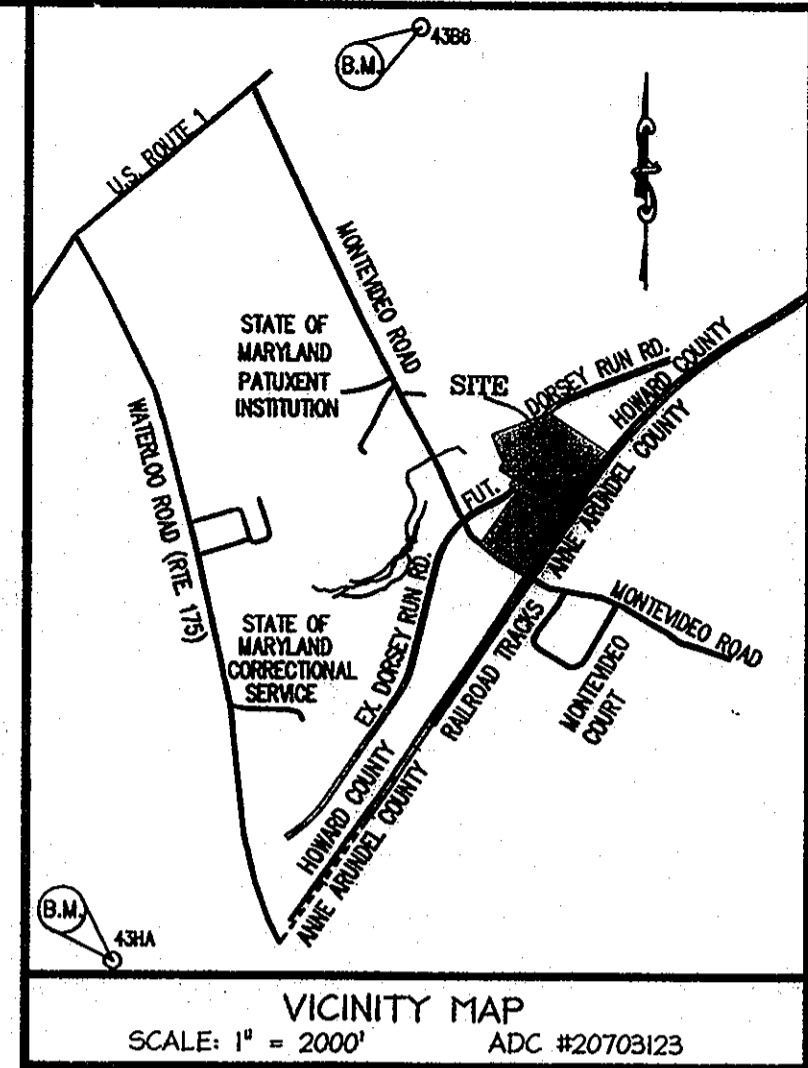 B.M.
43B6
U.S. ROUTE 1
MONTEVIDEO ROAD
STATE OF
MARYLAND
PATUXENT
INSTITUTION
SITE
DORSEY RUN RD.
HOWARD COUNTY
ANNE ARUNDEL COUNTY
WATERLOO ROAD (RTE. 175)
FUT.
EX. DORSEY RUN RD.
STATE OF
MARYLAND
CORRECTIONAL
SERVICE
RAILROAD TRACKS
MONTEVIDEO ROAD
MONTEVIDEO
COURT
HOWARD COUNTY
ANNE ARUNDEL COUNTY
B.M.
43HA
VICINITY MAP
SCALE: 1" = 2000' ADC #20703123